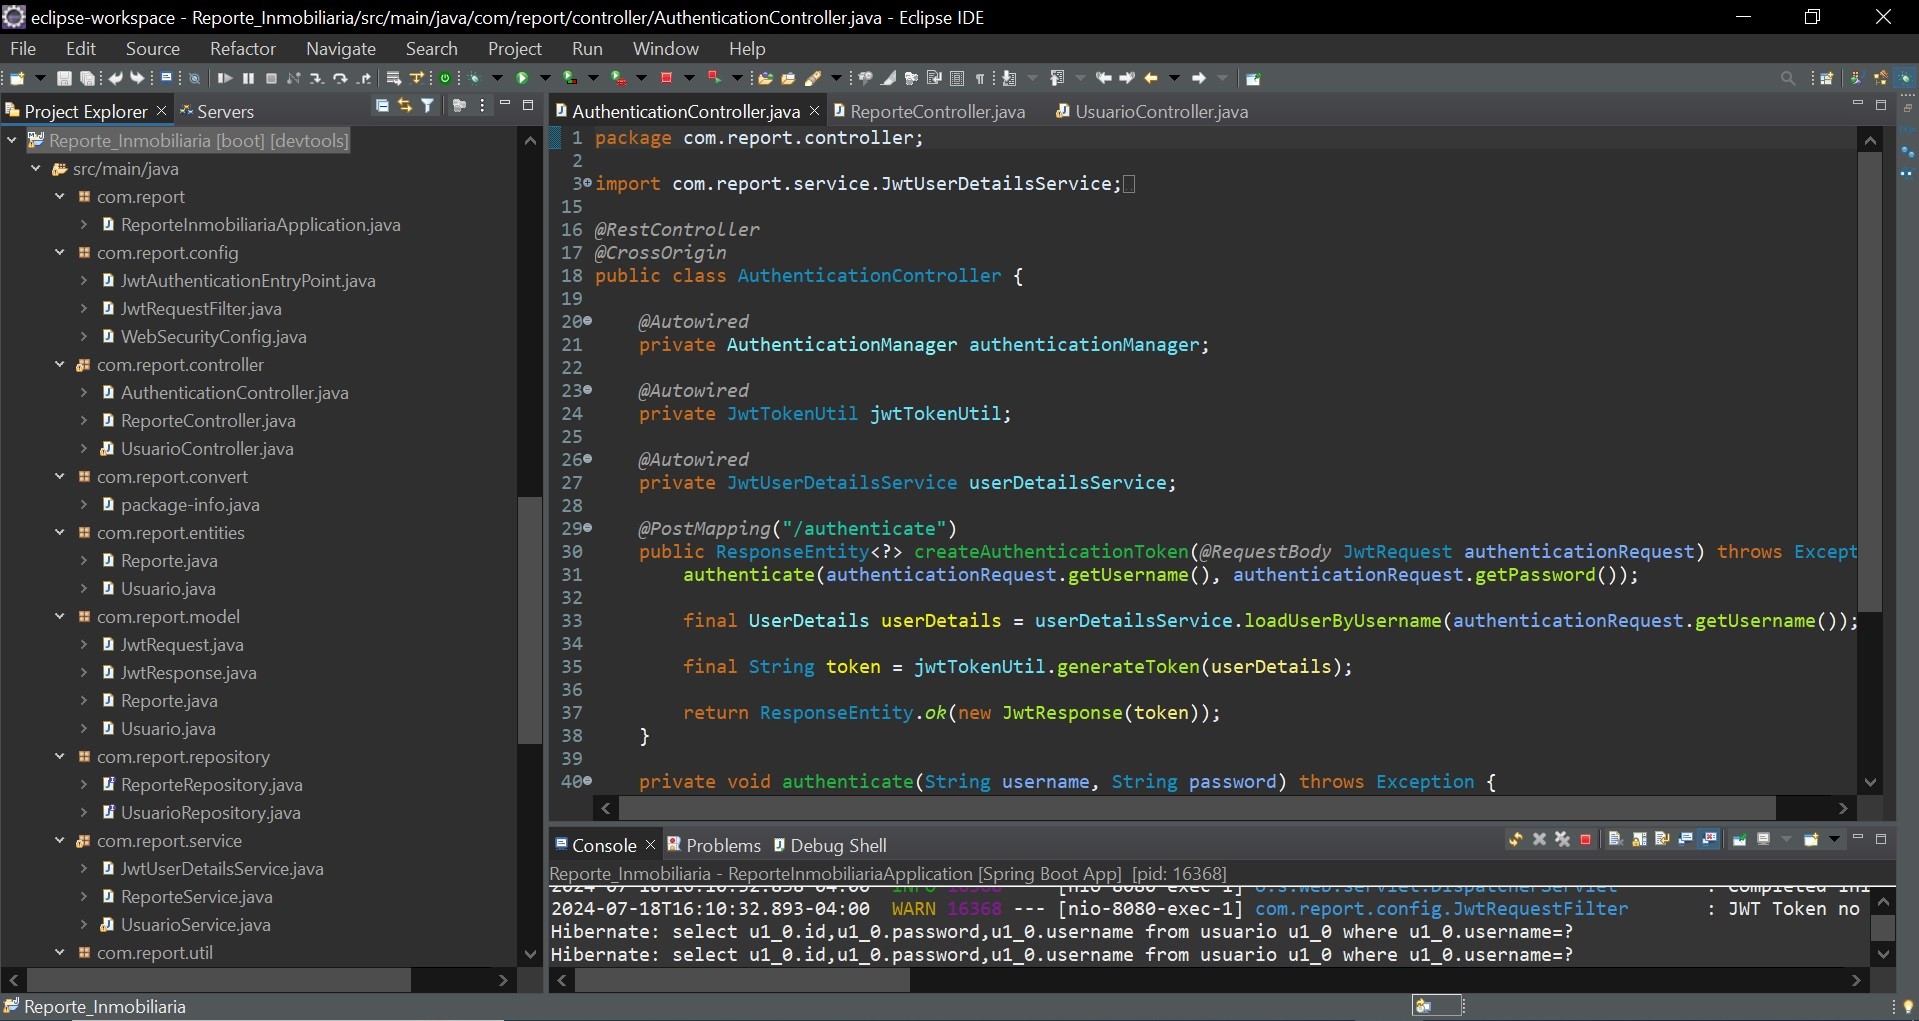 eclipse-workspace - Reporte_Inmobiliaria/src/main/java/com/report/controller/AuthenticationController.java - Eclipse IDE
File Edit Source Refactor Navigate Search Project Run Window Help
Project Explorer Servers
Reporte_Inmobiliaria [boot] [devtools]
src/main/java
com.report
ReporteInmobiliariaApplication.java
com.report.config
JwtAuthenticationEntryPoint.java
JwtRequestFilter.java
WebSecurityConfig.java
com.report.controller
AuthenticationController.java
ReporteController.java
UsuarioController.java
com.report.convert
package-info.java
com.report.entities
Reporte.java
Usuario.java
com.report.model
JwtRequest.java
JwtResponse.java
Reporte.java
Usuario.java
com.report.repository
ReporteRepository.java
UsuarioRepository.java
com.report.service
JwtUserDetailsService.java
ReporteService.java
UsuarioService.java
com.report.util
AuthenticationController.java ReporteController.java UsuarioController.java
1 package com.report.controller;
2
3 import com.report.service.JwtUserDetailsService;
15
16 @RestController
17 @CrossOrigin
18 public class AuthenticationController {
19
20 @Autowired
21 private AuthenticationManager authenticationManager;
22
23 @Autowired
24 private JwtTokenUtil jwtTokenUtil;
25
26 @Autowired
27 private JwtUserDetailsService userDetailsService;
28
29 @PostMapping("/authenticate")
30 public ResponseEntity<?> createAuthenticationToken(@RequestBody JwtRequest authenticationRequest) throws Except
31 authenticate(authenticationRequest.getUsername(), authenticationRequest.getPassword());
32
33 final UserDetails userDetails = userDetailsService.loadUserByUsername(authenticationRequest.getUsername());
34
35 final String token = jwtTokenUtil.generateToken(userDetails);
36
37 return ResponseEntity.ok(new JwtResponse(token));
38 }
39
40 private void authenticate(String username, String password) throws Exception {
Console Problems Debug Shell
Reporte_Inmobiliaria - ReporteInmobiliariaApplication [Spring Boot App] [pid: 16368]
2024-07-18T16:10:32.893-04:00 WARN 16368 --- [nio-8080-exec-1] com.report.config.JwtRequestFilter : JWT Token no
Hibernate: select u1_0.id,u1_0.password,u1_0.username from usuario u1_0 where u1_0.username=?
Hibernate: select u1_0.id,u1_0.password,u1_0.username from usuario u1_0 where u1_0.username=?
Reporte_Inmobiliaria